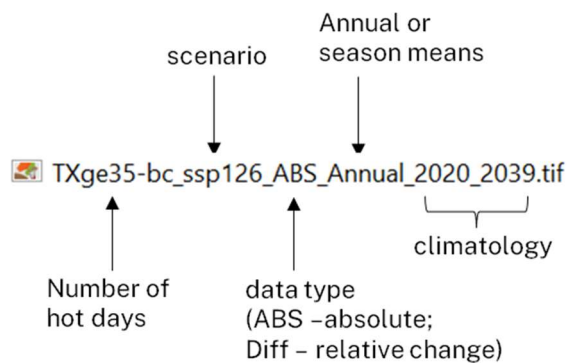 Annual or
season means
scenario
TXge35-bc_ssp126_ABS_Annual_2020_2039.tif
climatology
Number of
hot days
data type
(ABS –absolute;
Diff – relative change)